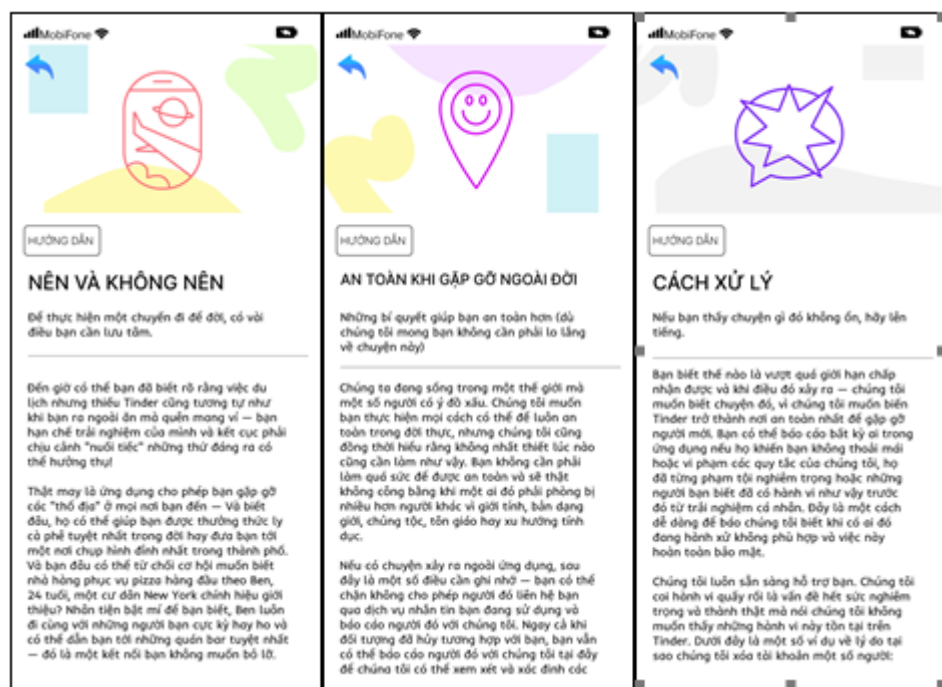 MobiFone
HƯỚNG DẪN
NÊN VÀ KHÔNG NÊN
Để thực hiện một chuyến đi để đời, có vài
điều bạn cần lưu tâm.
Đến giờ có thể bạn đã biết rõ rằng việc du
lịch nhưng thiếu Tinder cũng tương tự như
khi bạn ra ngoài ăn mà quên mang ví — bạn
hạn chế trải nghiệm của mình và kết cục phải
chịu cảnh "nuối tiếc" những thứ đáng ra có
thể hưởng thụ!
Thật may là ứng dụng cho phép bạn gặp gỡ
các "thổ địa" ở mọi nơi bạn đến — Và biết
đâu, họ có thể giúp bạn được thưởng thức ly
cà phê tuyệt nhất trong đời hay đưa bạn tới
một nơi chụp hình đỉnh nhất trong thành phố.
Và bạn đâu có thể từ chối cơ hội muốn biết
nhà hàng phục vụ pizza hàng đầu theo Ben,
24 tuổi, một cư dân New York chính hiệu giới
thiệu? Nhân tiện bật mí để bạn biết, Ben luôn
đi cùng với những người bạn cực kỳ hay ho và
có thể dẫn bạn tới những quán bar tuyệt nhất
— đó là một kết nối bạn không muốn bỏ lỡ.
MobiFone
HƯỚNG DẪN
AN TOÀN KHI GẶP GỠ NGOÀI ĐỜI
Những bí quyết giúp bạn an toàn hơn (dù
chúng tôi mong bạn không cần phải lo lắng
về chuyện này)
Chúng ta đang sống trong một thế giới mà
một số người có ý đồ xấu. Chúng tôi muốn
bạn thực hiện mọi cách có thể để luôn an
toàn trong đời thực, nhưng chúng tôi cũng
đồng thời hiểu rằng không nhất thiết lúc nào
cũng cần làm như vậy. Bạn không cần phải
làm quá sức để được an toàn và sẽ thật
không công bằng khi một ai đó phải phòng bị
nhiều hơn người khác vì giới tính, bản dạng
giới, chủng tộc, tôn giáo hay xu hướng tính
dục.
Nếu có chuyện xảy ra ngoài ứng dụng, sau
đây là một số điều cần ghi nhớ — bạn có thể
chặn không cho phép người đó liên hệ bạn
qua dịch vụ nhắn tin bạn đang sử dụng và
báo cáo người đó với chúng tôi. Ngay cả khi
đối tượng đã hủy tương hợp với bạn, bạn vẫn
có thể báo cáo người đó với chúng tôi tại đây
để chúng tôi có thể xem xét và xác định các
MobiFone
HƯỚNG DẪN
CÁCH XỬ LÝ
Nếu bạn thấy chuyện gì đó không ổn, hãy lên
tiếng.
Bạn biết thế nào là vượt quá giới hạn chấp
nhận được và khi điều đó xảy ra — chúng tôi
muốn biết chuyện đó, vì chúng tôi muốn biến
Tinder trở thành nơi an toàn nhất để gặp gỡ
người mới. Bạn có thể báo cáo bất kỳ ai trong
ứng dụng nếu họ khiến bạn không thoải mái
hoặc vi phạm các quy tắc của chúng tôi, họ
đã từng phạm tội nghiêm trọng hoặc những
người bạn biết đã có hành vi như vậy trước
đó từ trải nghiệm cá nhân. Đây là một cách
dễ dàng để báo chúng tôi biết khi có ai đó
đang hành xử không phù hợp và việc này
hoàn toàn bảo mật.
Chúng tôi luôn sẵn sàng hỗ trợ bạn. Chúng tôi
coi hành vi quấy rối là vấn đề hết sức nghiêm
trọng và thành thật mà nói chúng tôi không
muốn thấy những hành vi này tồn tại trên
Tinder. Dưới đây là một số ví dụ về lý do tại
sao chúng tôi xóa tài khoản một số người: